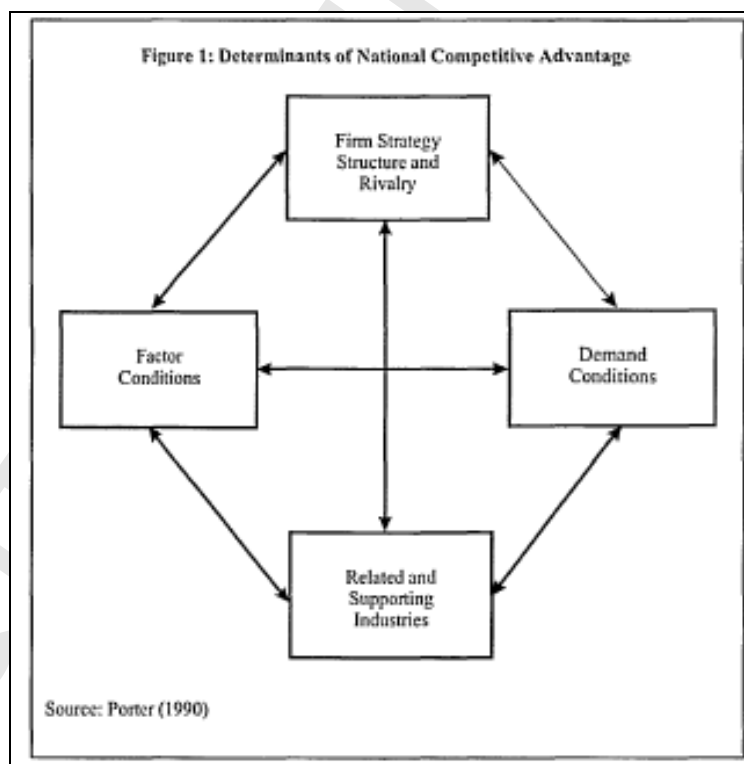 Figure 1: Determinants of National Competitive Advantage
Firm Strategy
Structure and
Rivalry
Factor
Conditions
Demand
Conditions
Related and
Supporting
Industries
Source: Porter (1990)